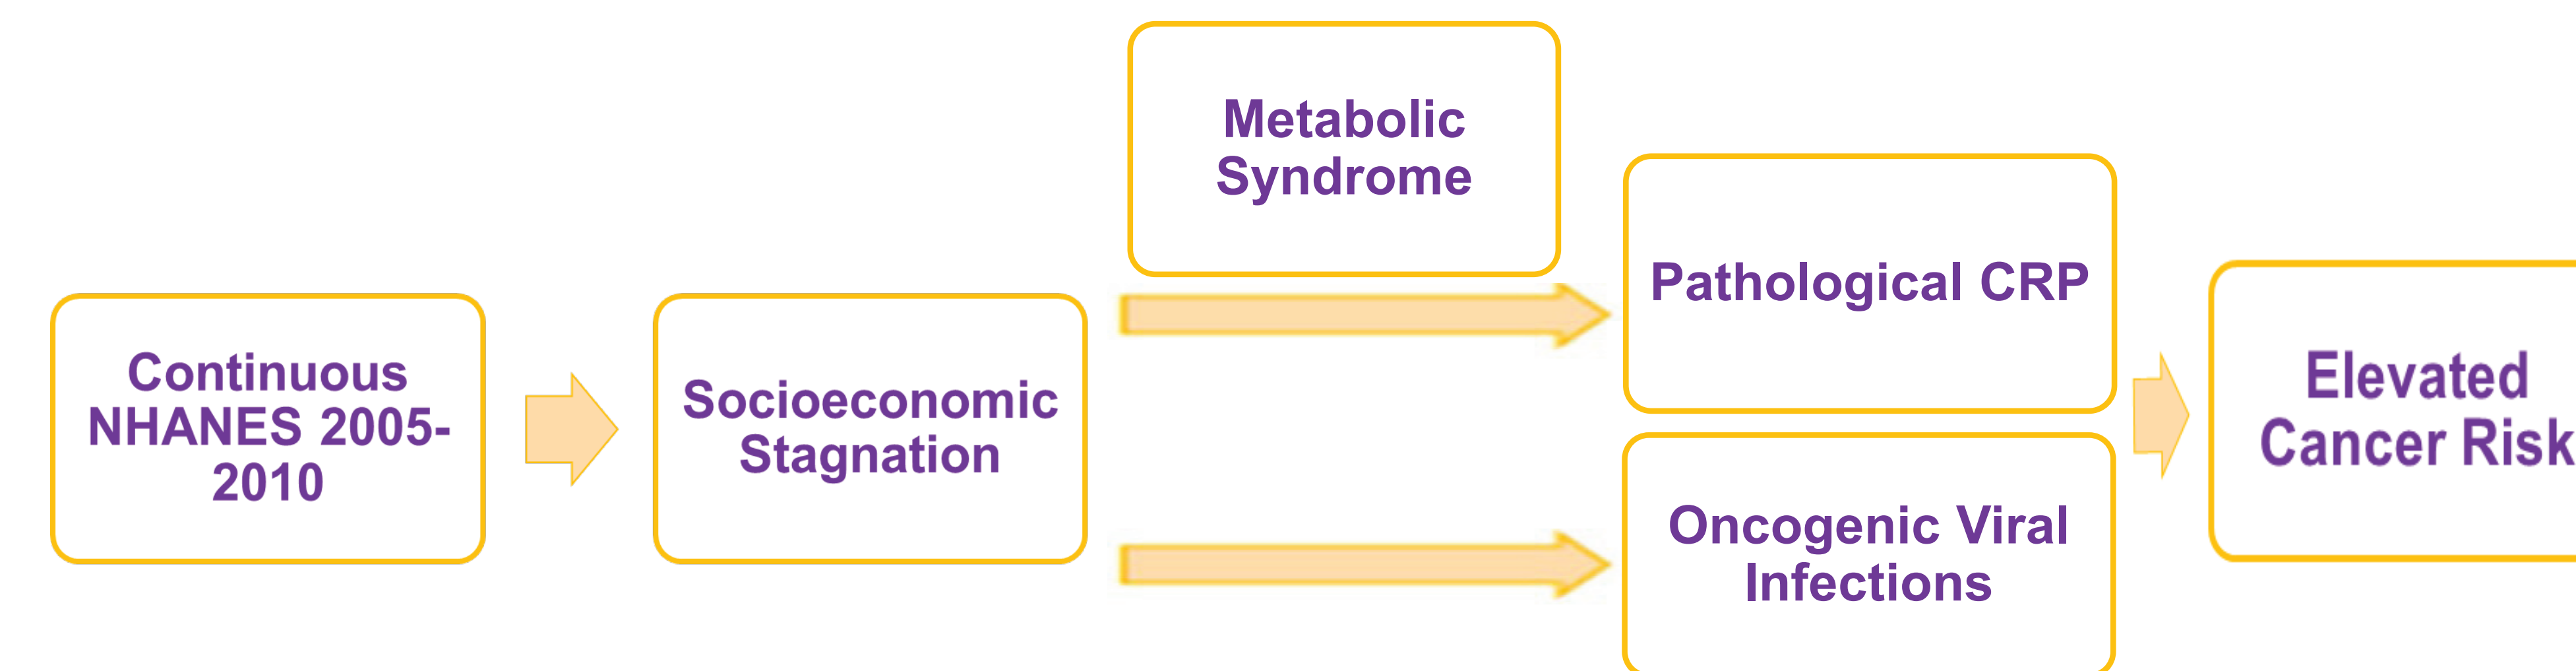 Continuous
NHANES 2005-
2010
Socioeconomic
Stagnation
Metabolic
Syndrome
Pathological CRP
Oncogenic Viral
Infections
Elevated
Cancer Risk